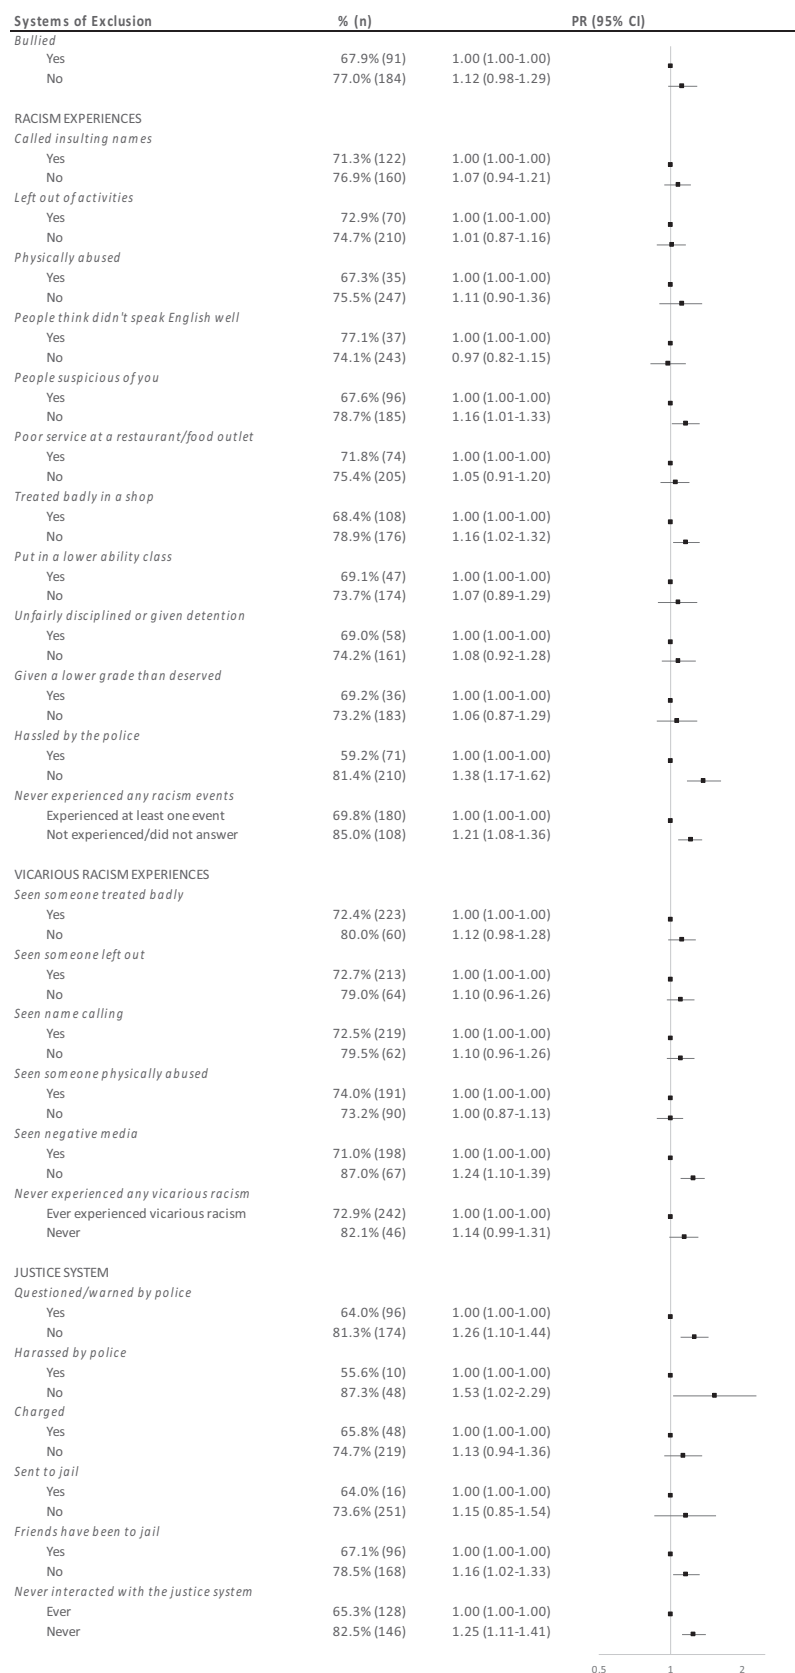 Systems of Exclusion % (n) PR (95% CI)
Bullied
Yes 67.9% (91) 1.00 (1.00-1.00)
No 77.0% (184) 1.12 (0.98-1.29)
RACISM EXPERIENCES
Called insulting names
Yes 71.3% (122) 1.00 (1.00-1.00)
No 76.9% (160) 1.07 (0.94-1.21)
Left out of activities
Yes 72.9% (70) 1.00 (1.00-1.00)
No 74.7% (210) 1.01 (0.87-1.16)
Physically abused
Yes 67.3% (35) 1.00 (1.00-1.00)
No 75.5% (247) 1.11 (0.90-1.36)
People think didn't speak English well
Yes 77.1% (37) 1.00 (1.00-1.00)
No 74.1% (243) 0.97 (0.82-1.15)
People suspicious of you
Yes 67.6% (96) 1.00 (1.00-1.00)
No 78.7% (185) 1.16 (1.01-1.33)
Poor service at a restaurant/food outlet
Yes 71.8% (74) 1.00 (1.00-1.00)
No 75.4% (205) 1.05 (0.91-1.20)
Treated badly in a shop
Yes 68.4% (108) 1.00 (1.00-1.00)
No 78.9% (176) 1.16 (1.02-1.32)
Put in a lower ability class
Yes 69.1% (47) 1.00 (1.00-1.00)
No 73.7% (174) 1.07 (0.89-1.29)
Unfairly disciplined or given detention
Yes 69.0% (58) 1.00 (1.00-1.00)
No 74.2% (161) 1.08 (0.92-1.28)
Given a lower grade than deserved
Yes 69.2% (36) 1.00 (1.00-1.00)
No 73.2% (183) 1.06 (0.87-1.29)
Hassled by the police
Yes 59.2% (71) 1.00 (1.00-1.00)
No 81.4% (210) 1.38 (1.17-1.62)
Never experienced any racism events
Experienced at least one event 69.8% (180) 1.00 (1.00-1.00)
Not experienced/did not answer 85.0% (108) 1.21 (1.08-1.36)
VICARIOUS RACISM EXPERIENCES
Seen someone treated badly
Yes 72.4% (223) 1.00 (1.00-1.00)
No 80.0% (60) 1.12 (0.98-1.28)
Seen someone left out
Yes 72.7% (213) 1.00 (1.00-1.00)
No 79.0% (64) 1.10 (0.96-1.26)
Seen name calling
Yes 72.5% (219) 1.00 (1.00-1.00)
No 79.5% (62) 1.10 (0.96-1.26)
Seen someone physically abused
Yes 74.0% (191) 1.00 (1.00-1.00)
No 73.2% (90) 1.00 (0.87-1.13)
Seen negative media
Yes 71.0% (198) 1.00 (1.00-1.00)
No 87.0% (67) 1.24 (1.10-1.39)
Never experienced any vicarious racism
Ever experienced vicarious racism 72.9% (242) 1.00 (1.00-1.00)
Never 82.1% (46) 1.14 (0.99-1.31)
JUSTICE SYSTEM
Questioned/warned by police
Yes 64.0% (96) 1.00 (1.00-1.00)
No 81.3% (174) 1.26 (1.10-1.44)
Harassed by police
Yes 55.6% (10) 1.00 (1.00-1.00)
No 87.3% (48) 1.53 (1.02-2.29)
Charged
Yes 65.8% (48) 1.00 (1.00-1.00)
No 74.7% (219) 1.13 (0.94-1.36)
Sent to jail
Yes 64.0% (16) 1.00 (1.00-1.00)
No 73.6% (251) 1.15 (0.85-1.54)
Friends have been to jail
Yes 67.1% (96) 1.00 (1.00-1.00)
No 78.5% (168) 1.16 (1.02-1.33)
Never interacted with the justice system
Ever 65.3% (128) 1.00 (1.00-1.00)
Never 82.5% (146) 1.25 (1.11-1.41)
0.5 1 2